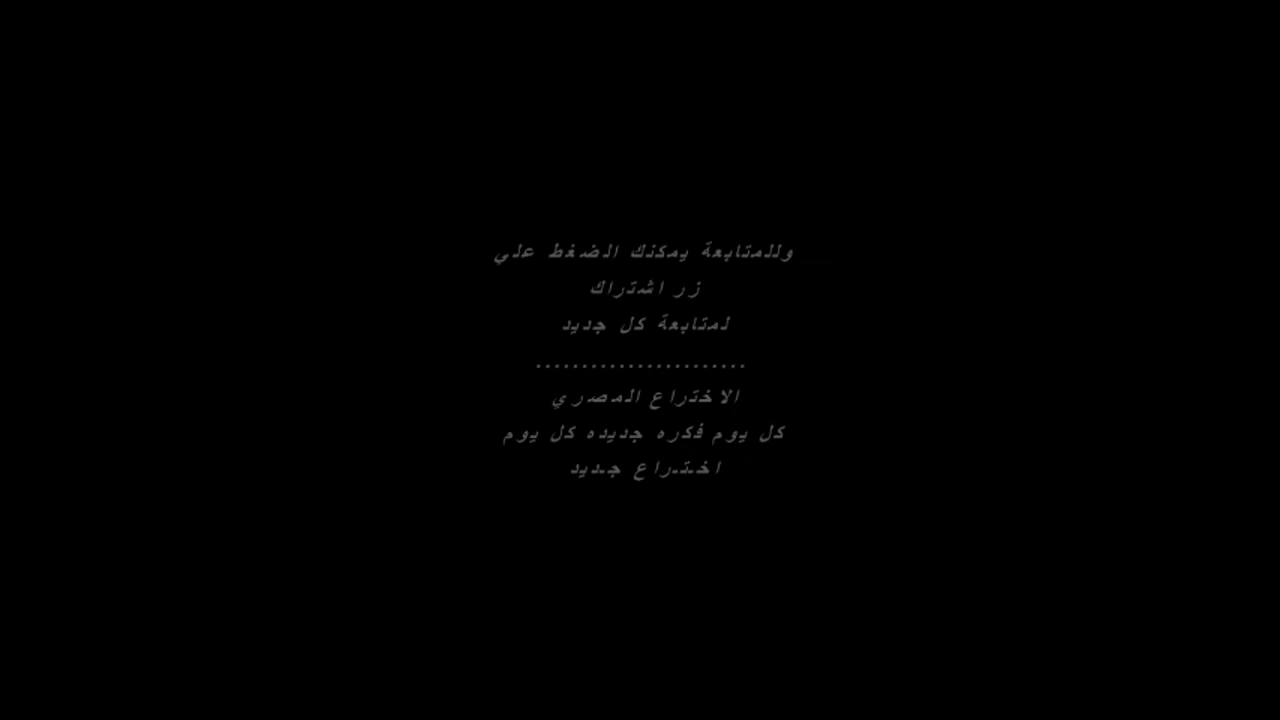 وللمتابعة يمكنك الضغط علي
زر اشتراك
لمتابعة كل جديد
.......................
الاختراع المصري
كل يوم فكره جديده كل يوم
اختراع جديد